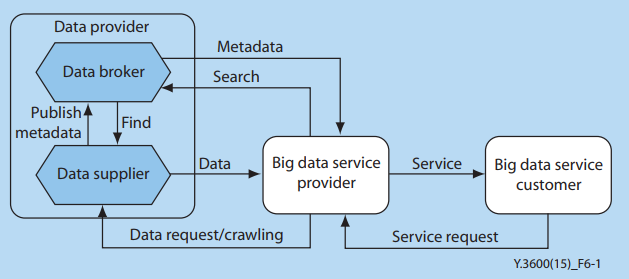 Data provider
Metadata
Data broker
Search
Publish
metadata
Find
Data supplier
Data
Big data service
provider
Service
Big data service
customer
Data request/crawling
Service request
Y.3600(15)_F6-1